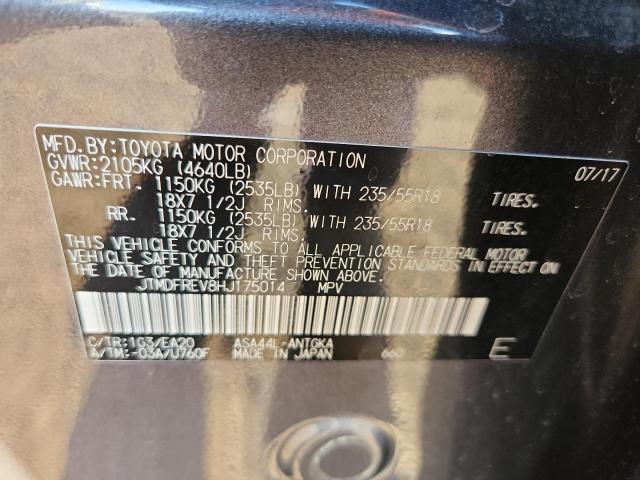 MFD.BY:TOYOTA MOTOR CORPORATION 07/17
GVWR:2105KG (4640LB)
GAWR:FRT. 1150KG (2535LB) WITH 235/55R18 TIRES.
18X7 1/2J RIMS.
RR. 1150KG (2535LB) WITH 235/55R18 TIRES.
18X7 1/2J RIMS.
THIS VEHICLE CONFORMS TO ALL APPLICABLE FEDERAL MOTOR
VEHICLE SAFETY AND THEFT PREVENTION STANDARDS IN EFFECT ON
THE DATE OF MANUFACTURE SHOWN ABOVE.
JTMDFREV8HJ175014 MPV
C/TR:1G3/EA20 ASA44L-ANTGKA
A/TM:-03A/U760F MADE IN JAPAN 660 E